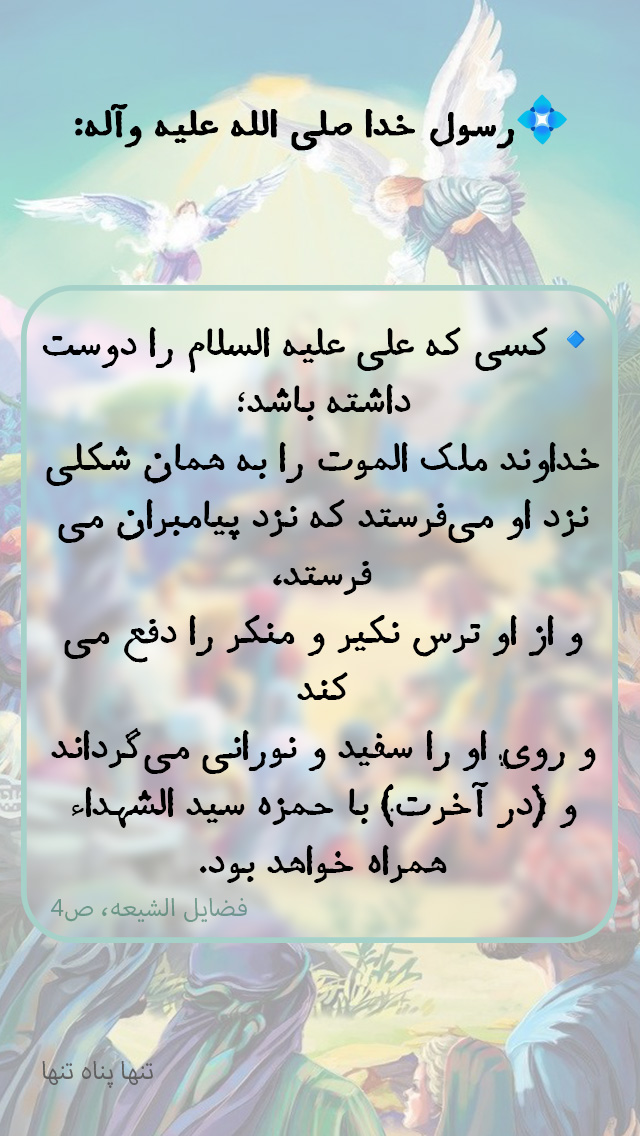 💠رسول خدا صلی الله علیه وآله:
🔹 کسی که علی علیه السلام را دوست
داشته باشد؛
خداوند ملک الموت را به همان شکلی
نزد او می‌فرستد که نزد پیامبران می
فرستد،
و از او ترس نکیر و منکر را دفع می
کند
و روی او را سفید و نورانی می‌گرداند
و (در آخرت) با حمزه سید الشهداء
همراه خواهد بود.
فضایل الشیعه، ص4
تنها پناه تنها